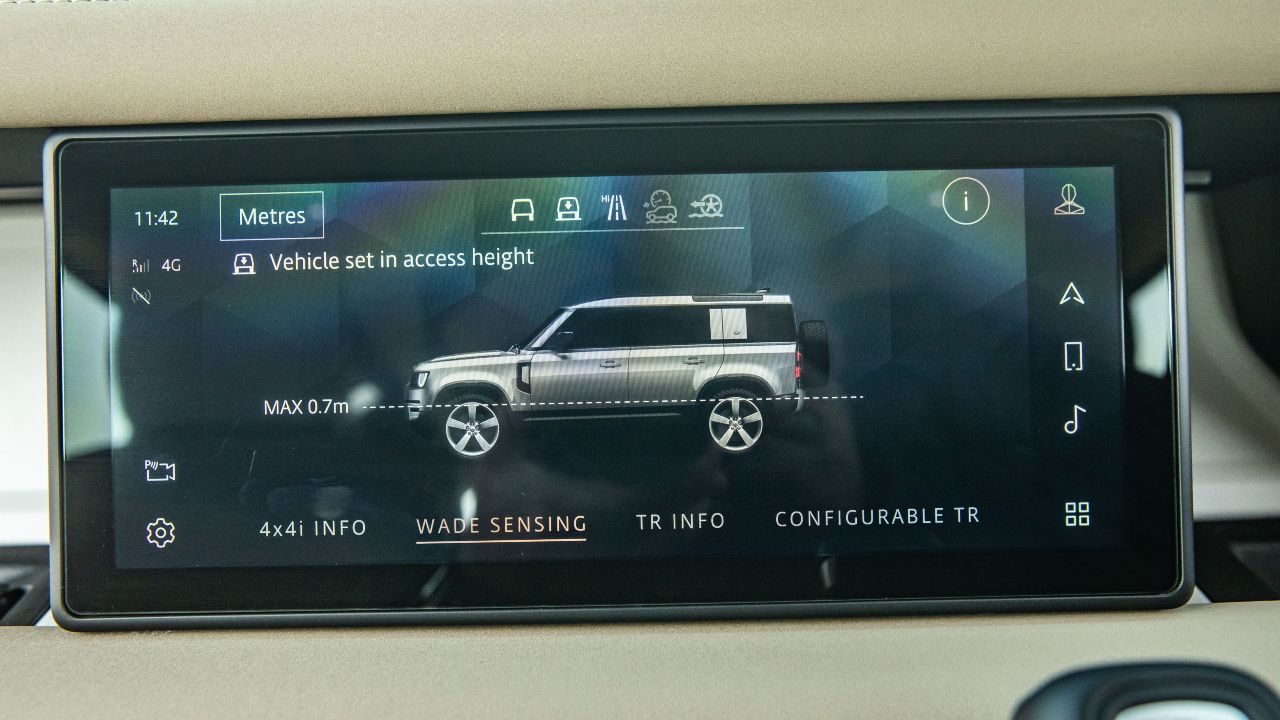 11:42
Metres
Hi
i
R 4G
Vehicle set in access height
MAX 0.7m
P
4x4i INFO
WADE SENSING
TR INFO
CONFIGURABLE TR